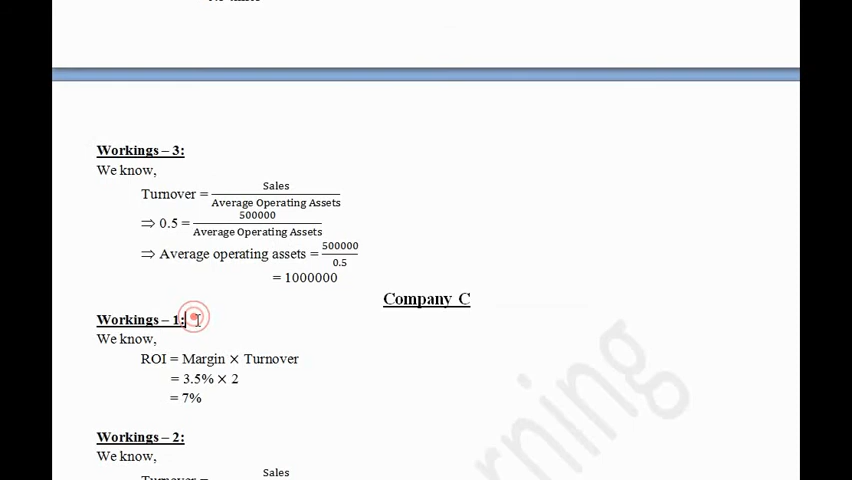 Workings – 3:
We know,
Turnover = Sales / Average Operating Assets
⇒ 0.5 = 500000 / Average Operating Assets
⇒ Average operating assets = 500000 / 0.5
= 1000000
Company C
Workings – 1:
We know,
ROI = Margin × Turnover
= 3.5% × 2
= 7%
Workings – 2:
We know,
Turnover = Sales